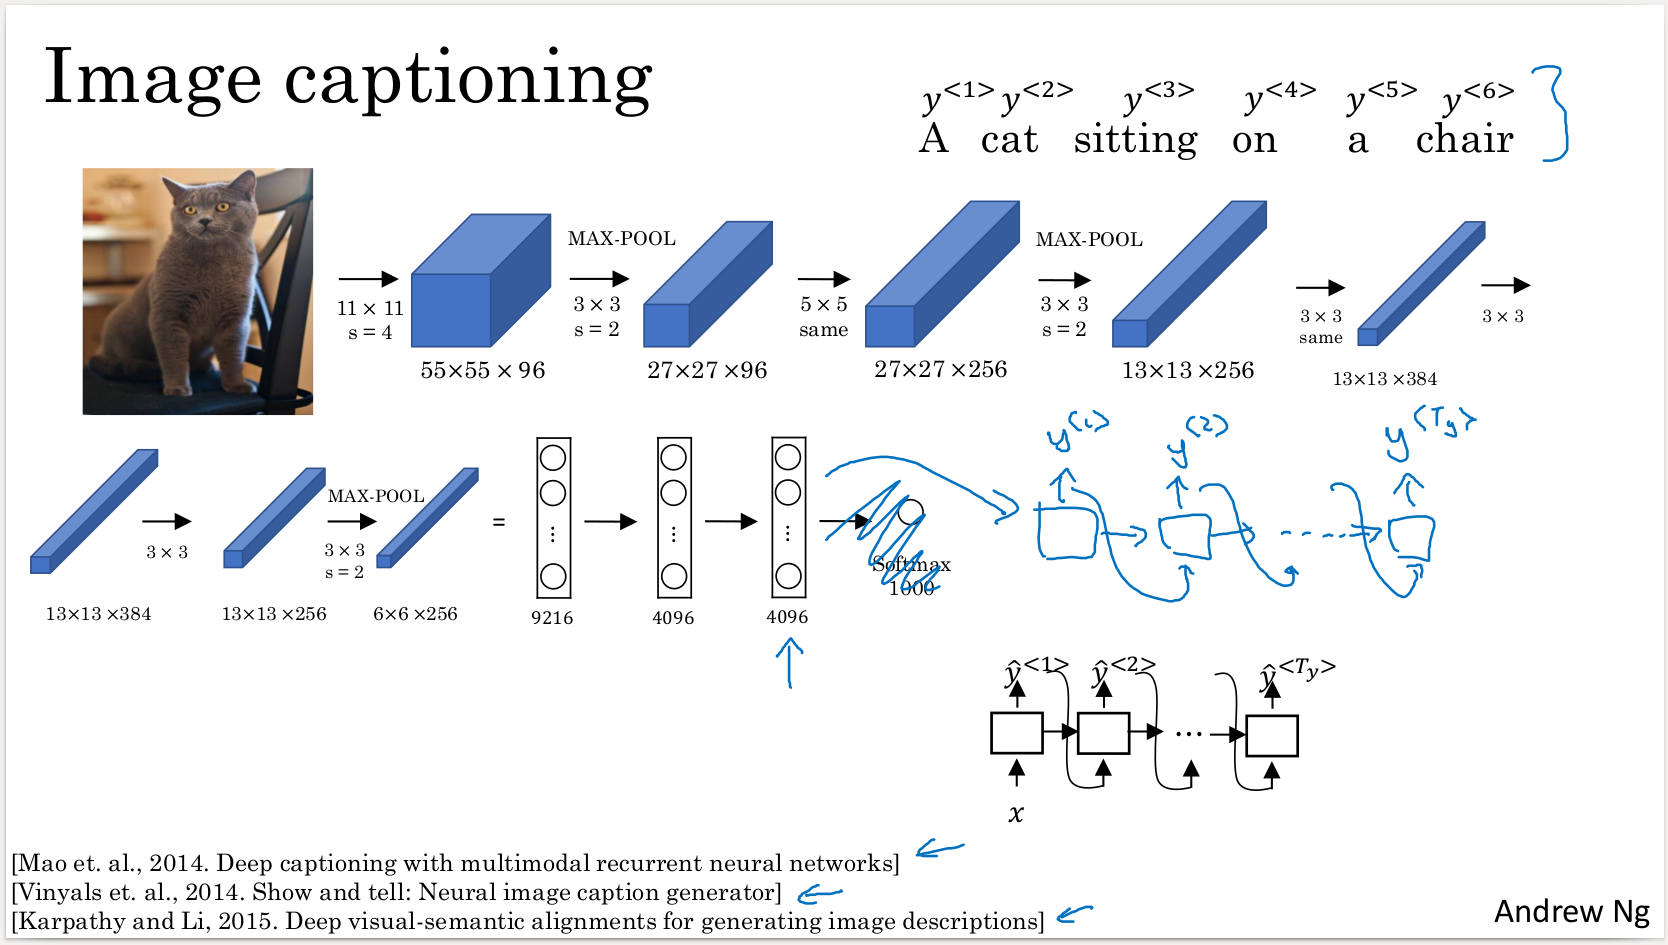 Image captioning
y<1> y<2> y<3> y<4> y<5> y<6>
A cat sitting on a chair
MAX-POOL MAX-POOL
11 × 11 3 × 3 5 × 5 3 × 3 3 × 3 3 × 3
s = 4 s = 2 same s = 2 same
55×55 × 96 27×27 ×96 27×27 ×256 13×13 ×256 13×13 ×384
y<1> y<2> y<Ty>
MAX-POOL
3 × 3 3 × 3
s = 2
= ⋮ ⋮ ⋮
Softmax
1000
13×13 ×384 13×13 ×256 6×6 ×256 9216 4096 4096
ŷ<1> ŷ<2> ŷ<Ty>
...
x
[Mao et. al., 2014. Deep captioning with multimodal recurrent neural networks]
[Vinyals et. al., 2014. Show and tell: Neural image caption generator]
[Karpathy and Li, 2015. Deep visual-semantic alignments for generating image descriptions]
Andrew Ng